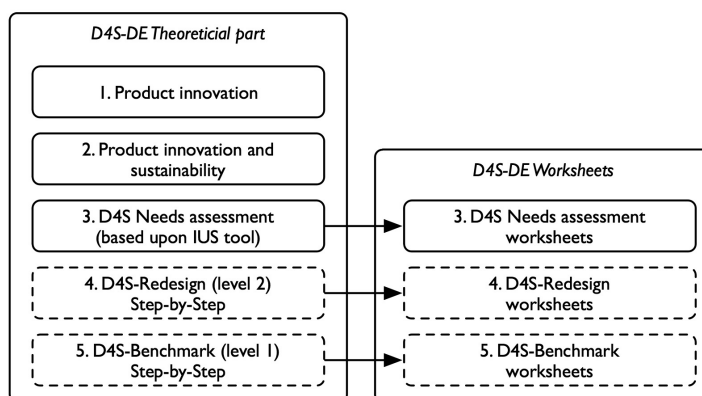 D4S-DE Theoreticial part
1. Product innovation
2. Product innovation and
sustainability
3. D4S Needs assessment
(based upon IUS tool)
4. D4S-Redesign (level 2)
Step-by-Step
5. D4S-Benchmark (level 1)
Step-by-Step
D4S-DE Worksheets
3. D4S Needs assessment
worksheets
4. D4S-Redesign
worksheets
5. D4S-Benchmark
worksheets